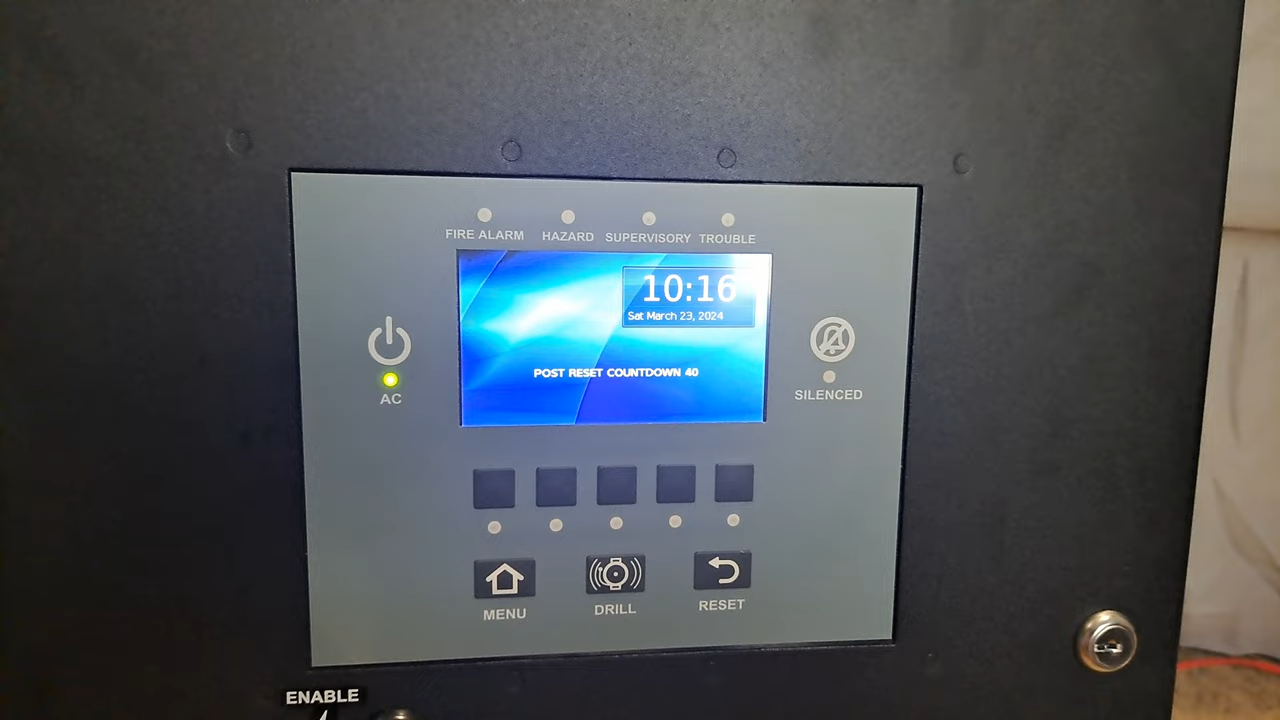 FIRE ALARM HAZARD SUPERVISORY TROUBLE
10:16
Sat March 23, 2024
POST RESET COUNTDOWN 40
AC
SILENCED
MENU DRILL RESET
ENABLE